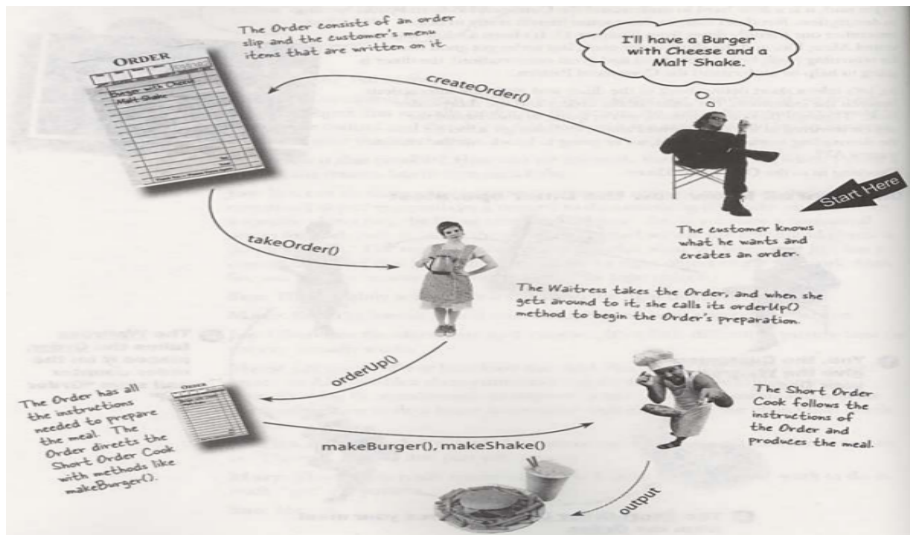 The Order consists of an order
slip and the customer's menu
items that are written on it.
I'll have a Burger
with Cheese and a
Malt Shake.
ORDER
Burger with Cheese
Malt Shake
createOrder()
Start Here
The customer knows
what he wants and
creates an order.
takeOrder()
The Waitress takes the Order, and when she
gets around to it, she calls its orderUp()
method to begin the Order's preparation.
orderUp()
The Order has all
the instructions
needed to prepare
the meal. The
Order directs the
Short Order Cook
with methods like
makeBurger().
ORDER
makeBurger(), makeShake()
The Short Order
Cook follows the
instructions of
the Order and
produces the meal.
output